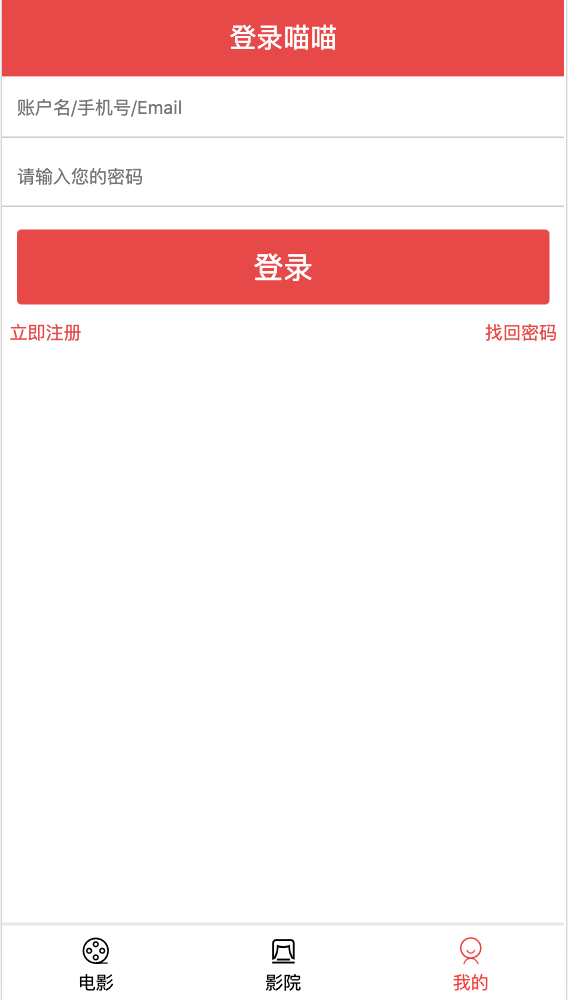 登录喵喵
账户名/手机号/Email
请输入您的密码
登录
立即注册 找回密码
电影 影院 我的